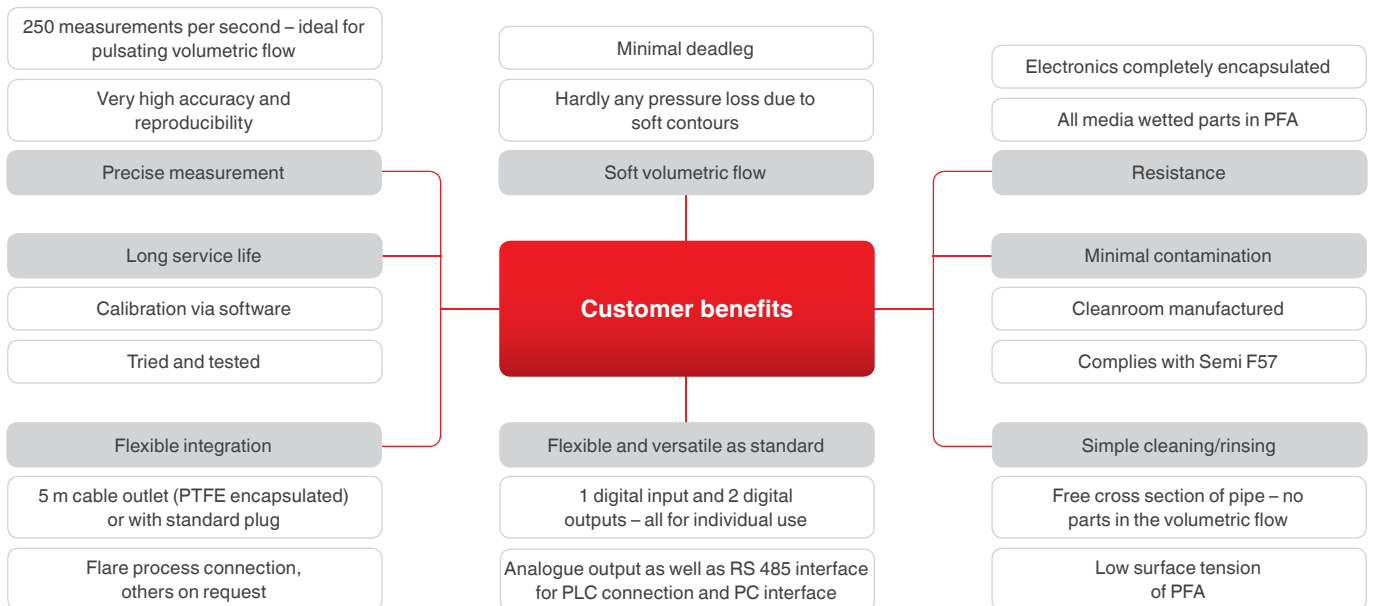 250 measurements per second – ideal for
pulsating volumetric flow
Very high accuracy and
reproducibility
Precise measurement
Long service life
Calibration via software
Tried and tested
Flexible integration
5 m cable outlet (PTFE encapsulated)
or with standard plug
Flare process connection,
others on request
Minimal deadleg
Hardly any pressure loss due to
soft contours
Soft volumetric flow
Customer benefits
Flexible and versatile as standard
1 digital input and 2 digital
outputs – all for individual use
Analogue output as well as RS 485 interface
for PLC connection and PC interface
Electronics completely encapsulated
All media wetted parts in PFA
Resistance
Minimal contamination
Cleanroom manufactured
Complies with Semi F57
Simple cleaning/rinsing
Free cross section of pipe – no
parts in the volumetric flow
Low surface tension
of PFA